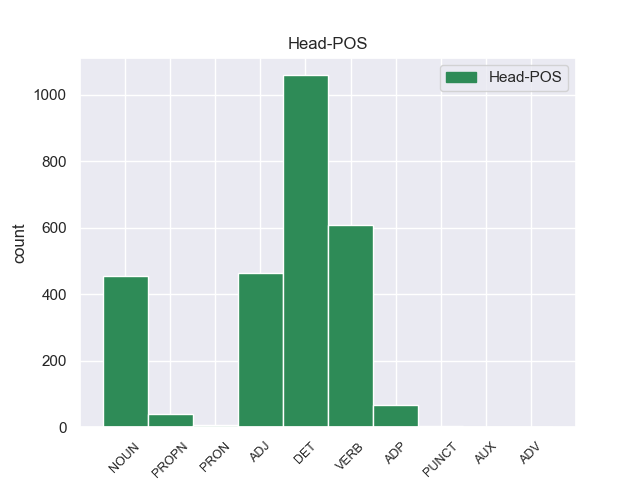 Head-POS
Head-POS
1000
800
600
400
200
0
count
NOUN
PROPN
PRON
ADJ
DET
VERB
ADP
PUNCT
AUX
ADV